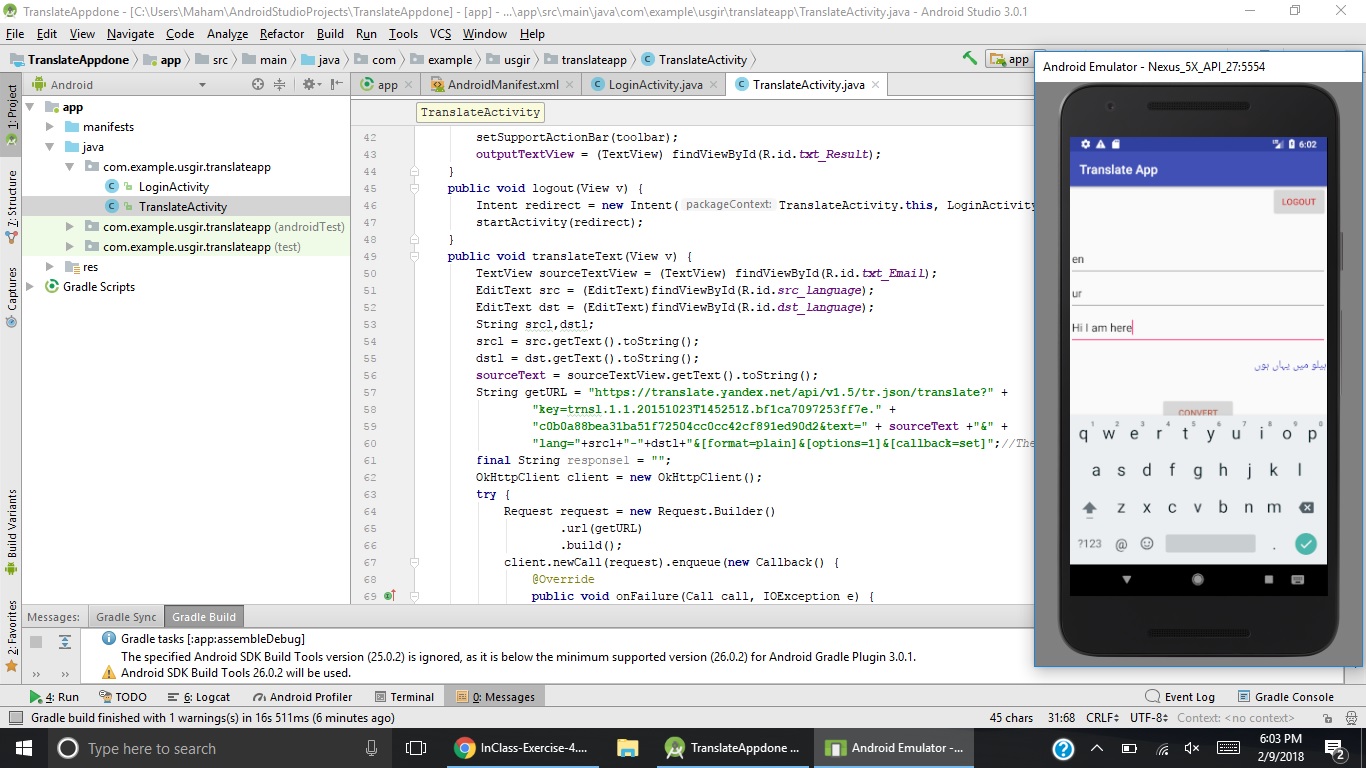 TranslateAppdone - [C:\Users\Maham\AndroidStudioProjects\TranslateAppdone] - [app] - ...\app\src\main\java\com\example\usgir\translateapp\TranslateActivity.java - Android Studio 3.0.1
File Edit View Navigate Code Analyze Refactor Build Run Tools VCS Window Help
TranslateAppdone app src main java com example usgir translateapp TranslateActivity app
Android
app AndroidManifest.xml LoginActivity.java TranslateActivity.java
1: Project
7: Structure
Captures
Build Variants
2: Favorites
app
manifests
java
com.example.usgir.translateapp
LoginActivity
TranslateActivity
com.example.usgir.translateapp (androidTest)
com.example.usgir.translateapp (test)
res
Gradle Scripts
TranslateActivity
42 setSupportActionBar(toolbar);
43 outputTextView = (TextView) findViewById(R.id.txt_Result);
44 }
45 public void logout(View v) {
46 Intent redirect = new Intent( packageContext: TranslateActivity.this, LoginActivity
47 startActivity(redirect);
48 }
49 public void translateText(View v) {
50 TextView sourceTextView = (TextView) findViewById(R.id.txt_Email);
51 EditText src = (EditText)findViewById(R.id.src_language);
52 EditText dst = (EditText)findViewById(R.id.dst_language);
53 String srcl,dstl;
54 srcl = src.getText().toString();
55 dstl = dst.getText().toString();
56 sourceText = sourceTextView.getText().toString();
57 String getURL = "https://translate.yandex.net/api/v1.5/tr.json/translate?" +
58 "key=trnsl.1.1.20151023T145251Z.bf1ca7097253ff7e." +
59 "c0b0a88bea31ba51f72504cc0cc42cf891ed90d2&text=" + sourceText +"&" +
60 "lang="+srcl+"-"+dstl+"&[format=plain]&[options=1]&[callback=set]";//The
61 final String response1 = "";
62 OkHttpClient client = new OkHttpClient();
63 try {
64 Request request = new Request.Builder()
65 .url(getURL)
66 .build();
67 client.newCall(request).enqueue(new Callback() {
68 @Override
69 public void onFailure(Call call, IOException e) {
Android Emulator - Nexus_5X_API_27:5554
6:02
Translate App
LOGOUT
en
ur
Hi I am here
ہیلو میں یہاں ہوں
CONVERT
1 2 3 4 5 6 7 8 9 0
q w e r t y u i o p
a s d f g h j k l
z x c v b n m
?123 @ .
Messages: Gradle Sync Gradle Build
Gradle tasks [:app:assembleDebug]
The specified Android SDK Build Tools version (25.0.2) is ignored, as it is below the minimum supported version (26.0.2) for Android Gradle Plugin 3.0.1.
Android SDK Build Tools 26.0.2 will be used.
4: Run TODO 6: Logcat Android Profiler Terminal 0: Messages Event Log Gradle Console
Gradle build finished with 1 warnings(s) in 16s 511ms (6 minutes ago) 45 chars 31:68 CRLF UTF-8 Context: <no context>
Type here to search InClass-Exercise-4.... TranslateAppdone ... Android Emulator -... 6:03 PM
2/9/2018 2